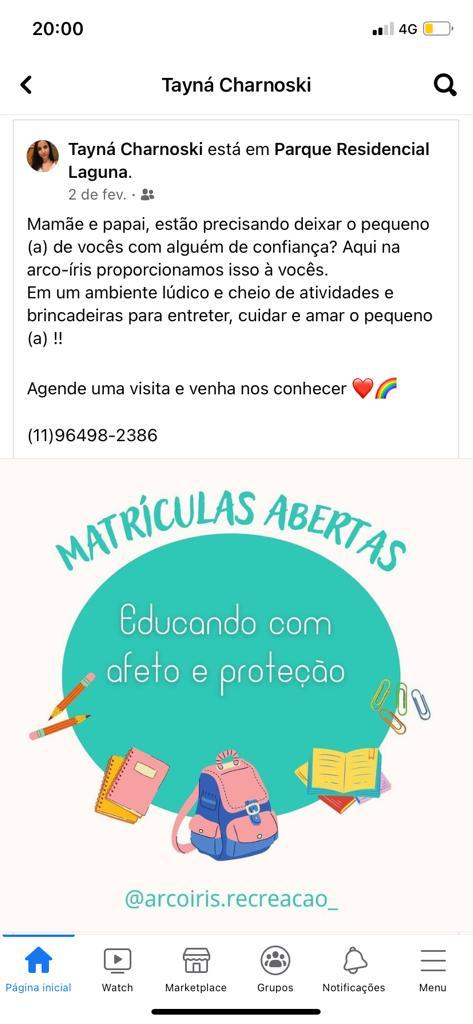 20:00
4G
Tayná Charnoski
Tayná Charnoski está em Parque Residencial
Laguna.
2 de fev. ·
Mamãe e papai, estão precisando deixar o pequeno
(a) de vocês com alguém de confiança? Aqui na
arco-íris proporcionamos isso à vocês.
Em um ambiente lúdico e cheio de atividades e
brincadeiras para entreter, cuidar e amar o pequeno
(a) !!
Agende uma visita e venha nos conhecer ❤️🌈
(11)96498-2386
MATRÍCULAS ABERTAS
Educando com
afeto e proteção
@arcoiris.recreacao_
Página inicial Watch Marketplace Grupos Notificações Menu